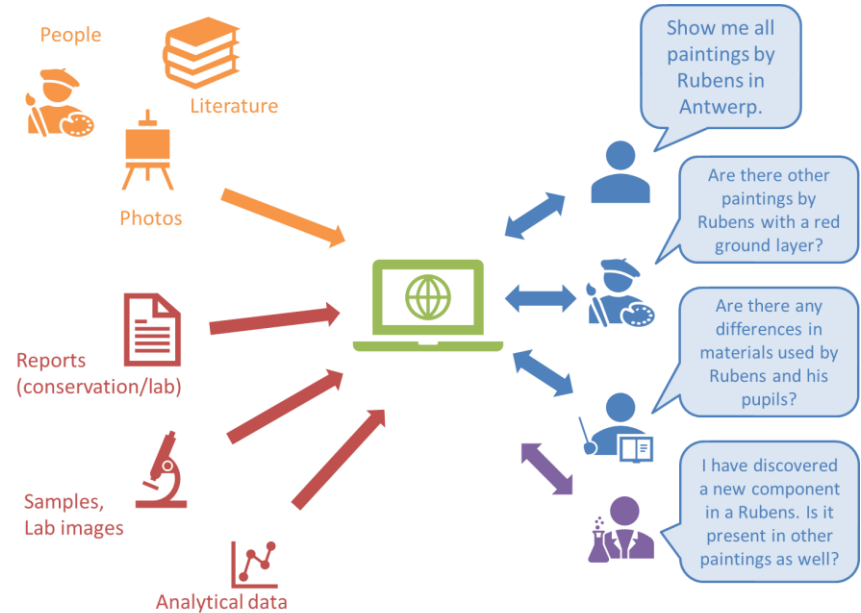 People
Literature
Photos
Reports
(conservation/lab)
Samples,
Lab images
Analytical data
Show me all
paintings by
Rubens in
Antwerp.
Are there other
paintings by
Rubens with a red
ground layer?
Are there any
differences in
materials used by
Rubens and his
pupils?
I have discovered
a new component
in a Rubens. Is it
present in other
paintings as well?